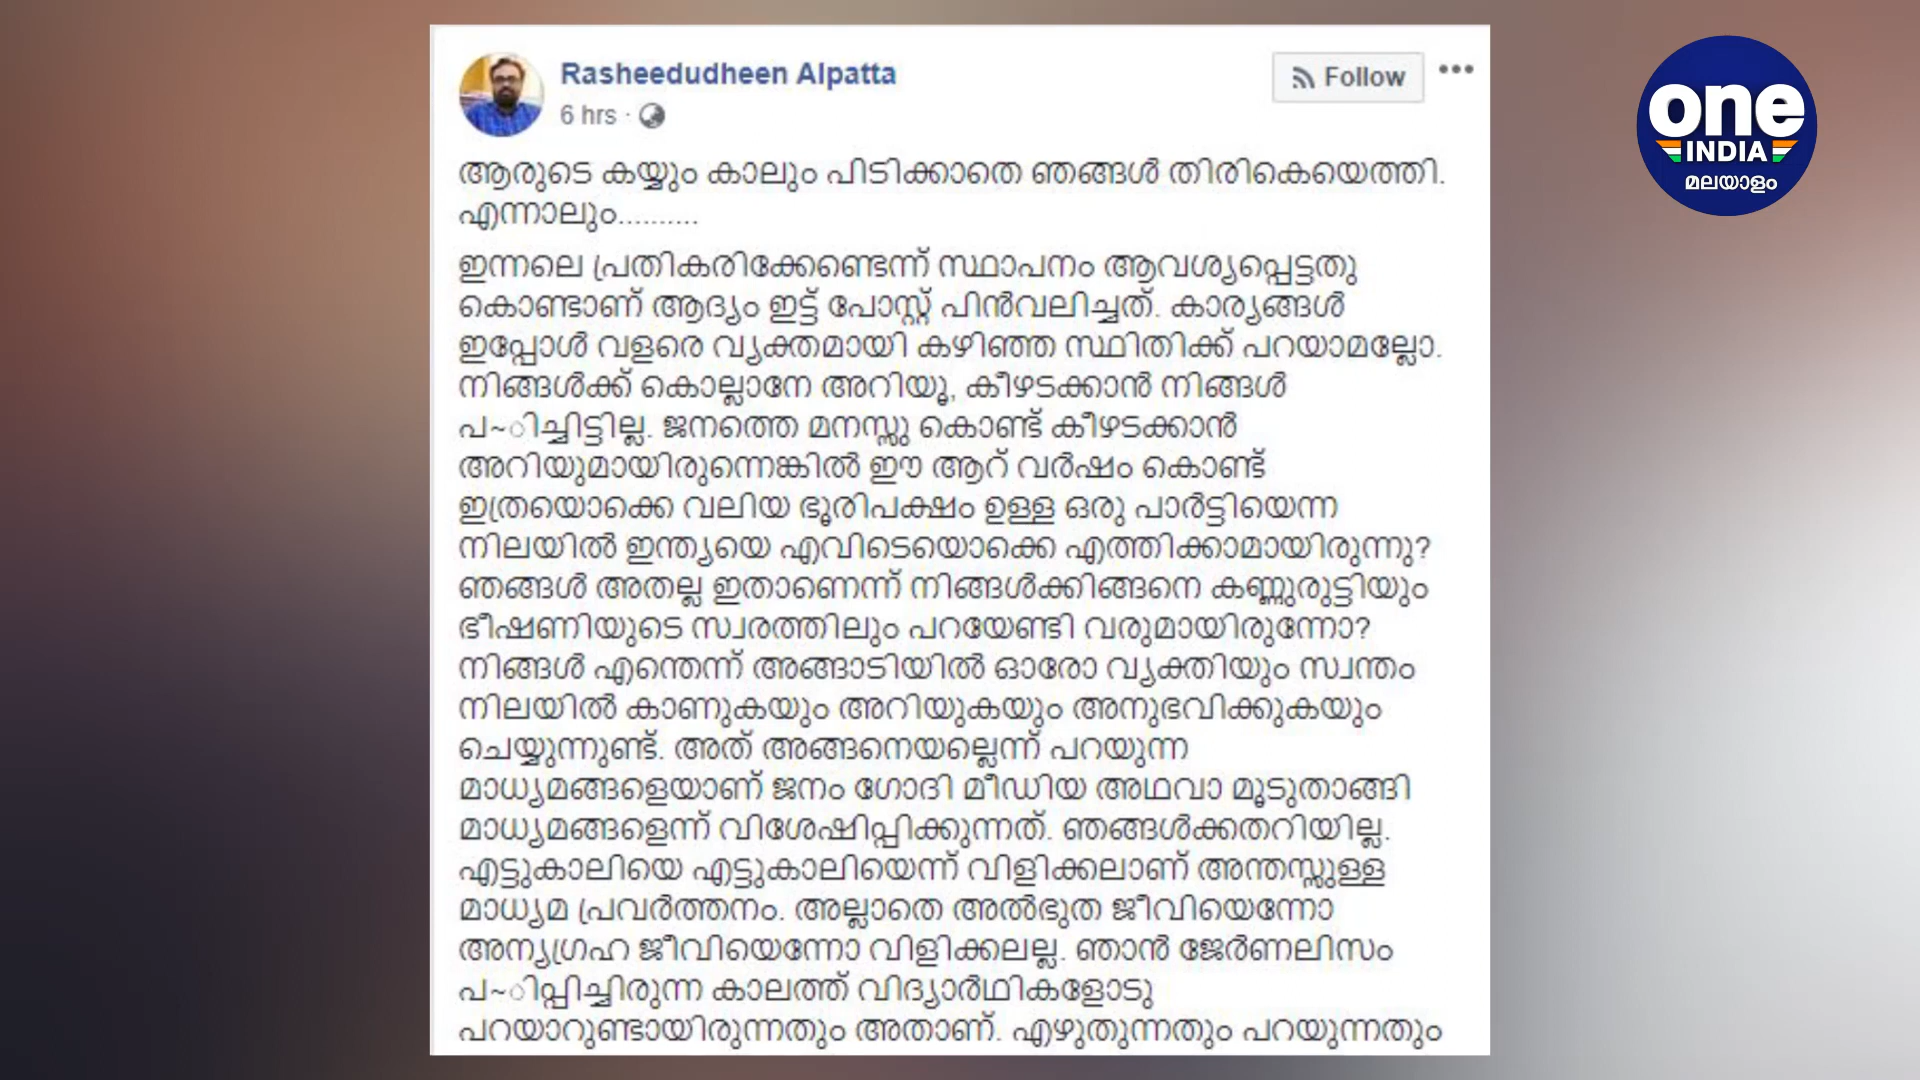 Rasheedudheen Alpatta
6 hrs ·
Follow
one
INDIA
മലയാളം
ആരുടെ കയ്യും കാലും പിടിക്കാതെ ഞങ്ങൾ തിരികെയെത്തി.
എന്നാലും..........
ഇന്നലെ പ്രതികരിക്കേണ്ടെന്ന് സ്ഥാപനം ആവശ്യപ്പെട്ടതു
കൊണ്ടാണ് ആദ്യം ഇട്ട് പോസ്റ്റ് പിൻവലിച്ചത്. കാര്യങ്ങൾ
ഇപ്പോൾ വളരെ വ്യക്തമായി കഴിഞ്ഞ സ്ഥിതിക്ക് പറയാമല്ലോ.
നിങ്ങൾക്ക് കൊല്ലാനേ അറിയൂ, കീഴടക്കാൻ നിങ്ങൾ
പ~ിച്ചിട്ടില്ല. ജനത്തെ മനസ്സു കൊണ്ട് കീഴടക്കാൻ
അറിയുമായിരുന്നെങ്കിൽ ഈ ആറ് വർഷം കൊണ്ട്
ഇത്രയൊക്കെ വലിയ ഭൂരിപക്ഷം ഉള്ള ഒരു പാർട്ടിയെന്ന
നിലയിൽ ഇന്ത്യയെ എവിടെയൊക്കെ എത്തിക്കാമായിരുന്നു?
ഞങ്ങൾ അതല്ല ഇതാണെന്ന് നിങ്ങൾക്കിങ്ങനെ കണ്ണുരുട്ടിയും
ഭീഷണിയുടെ സ്വരത്തിലും പറയേണ്ടി വരുമായിരുന്നോ?
നിങ്ങൾ എന്തെന്ന് അങ്ങാടിയിൽ ഓരോ വ്യക്തിയും സ്വന്തം
നിലയിൽ കാണുകയും അറിയുകയും അനുഭവിക്കുകയും
ചെയ്യുന്നുണ്ട്. അത് അങ്ങനെയല്ലെന്ന് പറയുന്ന
മാധ്യമങ്ങളെയാണ് ജനം ഗോദി മീഡിയ അഥവാ മൂടുതാങ്ങി
മാധ്യമങ്ങളെന്ന് വിശേഷിപ്പിക്കുന്നത്. ഞങ്ങൾക്കതറിയില്ല.
എട്ടുകാലിയെ എട്ടുകാലിയെന്ന് വിളിക്കലാണ് അന്തസ്സുള്ള
മാധ്യമ പ്രവർത്തനം. അല്ലാതെ അൽഭുത ജീവിയെന്നോ
അന്യഗ്രഹ ജീവിയെന്നോ വിളിക്കലല്ല. ഞാൻ ജേർണലിസം
പ~ിപ്പിച്ചിരുന്ന കാലത്ത് വിദ്യാർഥികളോടു
പറയാറുണ്ടായിരുന്നതും അതാണ്. എഴുതുന്നതും പറയുന്നതും